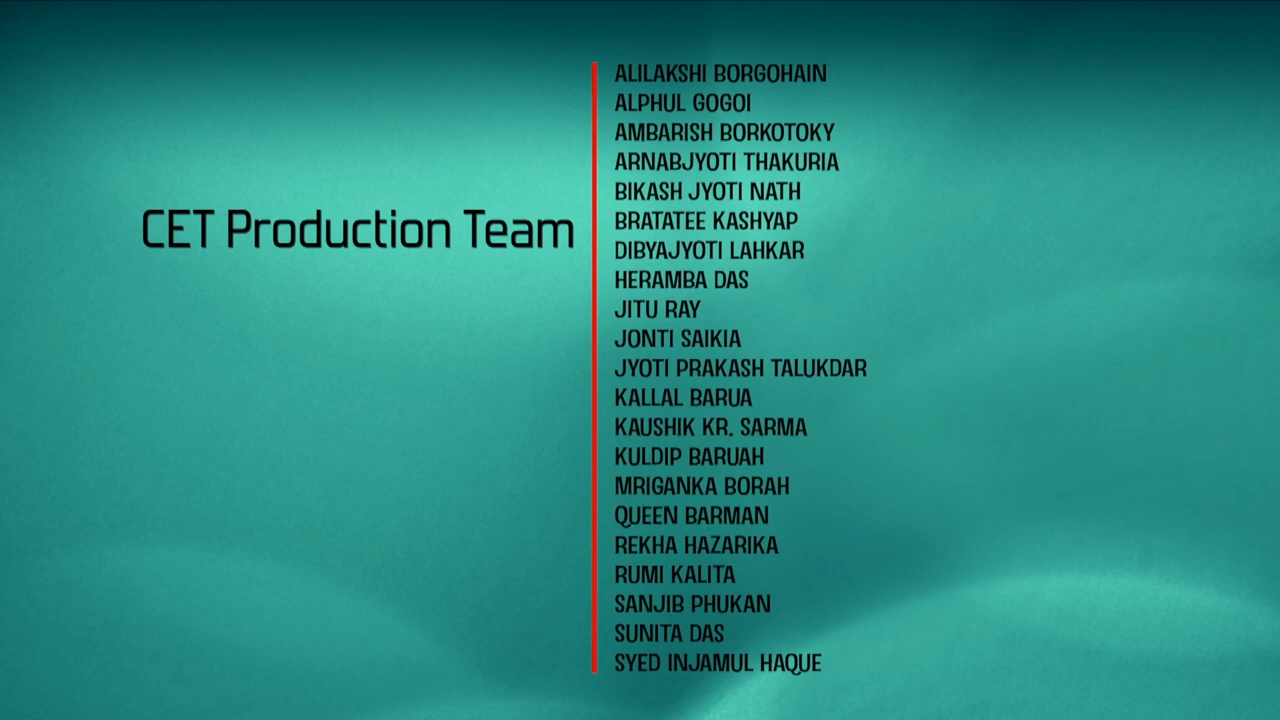 CET Production Team
ALILAKSHI BORGOHAIN
ALPHUL GOGOI
AMBARISH BORKOTOKY
ARNABJYOTI THAKURIA
BIKASH JYOTI NATH
BRATATEE KASHYAP
DIBYAJYOTI LAHKAR
HERAMBA DAS
JITU RAY
JONTI SAIKIA
JYOTI PRAKASH TALUKDAR
KALLAL BARUA
KAUSHIK KR. SARMA
KULDIP BARUAH
MRIGANKA BORAH
QUEEN BARMAN
REKHA HAZARIKA
RUMI KALITA
SANJIB PHUKAN
SUNITA DAS
SYED INJAMUL HAQUE